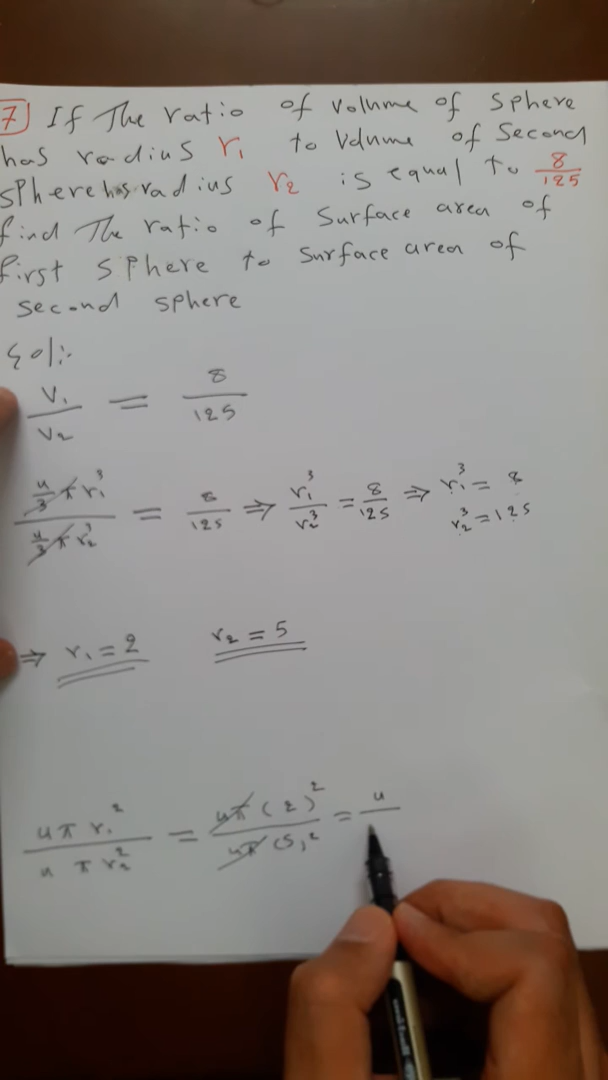 7 If The ratio of volume of sphere
has radius r₁ to Volume of Second
sphere has radius r₂ is equal to 8/125
find The ratio of Surface area of
first sphere to Surface area of
second sphere
Sol:-
V₁/V₂ = 8/125
(4/3 π r₁³)/(4/3 π r₂³) = 8/125 ⇒ r₁³/r₂³ = 8/125 ⇒ r₁³ = 8
r₂³ = 125
⇒ r₁ = 2 r₂ = 5
(4 π r₁²)/(4 π r₂²) = (4π (2)²)/(4π (5)²) = 4/